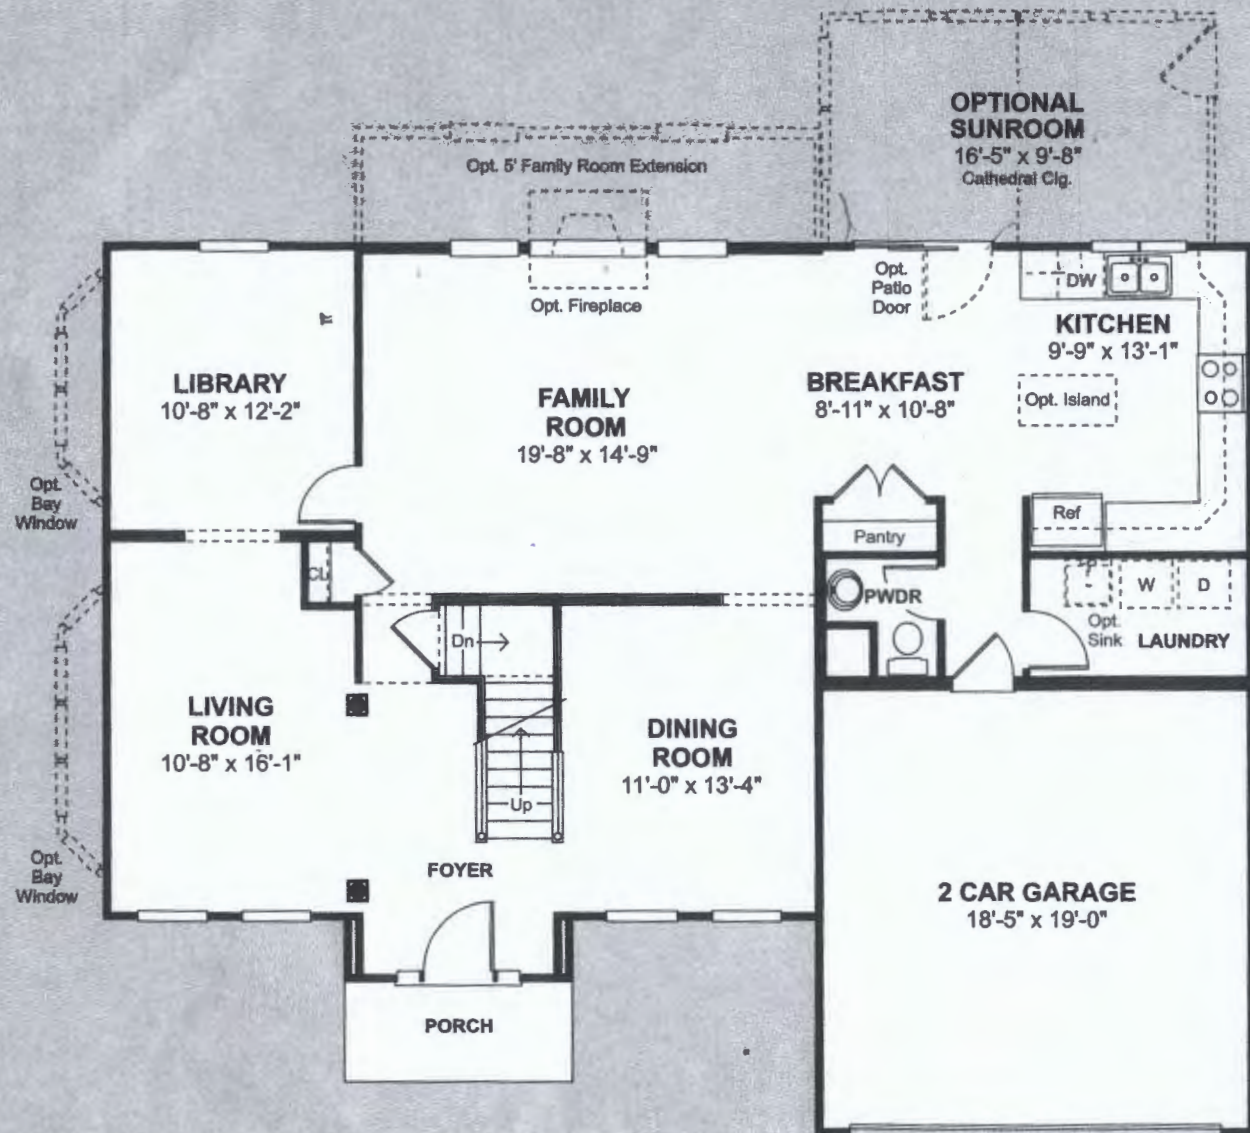 OPTIONAL
SUNROOM
16'-5" x 9'-8"
Cathedral Clg.
Opt. 5' Family Room Extension
Opt. Fireplace
Opt.
Patio
Door
DW
KITCHEN
9'-9" x 13'-1"
Opt. Island
BREAKFAST
8'-11" x 10'-8"
LIBRARY
10'-8" x 12'-2"
FAMILY
ROOM
19'-8" x 14'-9"
Opt.
Bay
Window
Pantry
Ref
CL
PWDR
W
D
Opt.
Sink
LAUNDRY
Dn
LIVING
ROOM
10'-8" x 16'-1"
DINING
ROOM
11'-0" x 13'-4"
Up
Opt.
Bay
Window
FOYER
2 CAR GARAGE
18'-5" x 19'-0"
PORCH